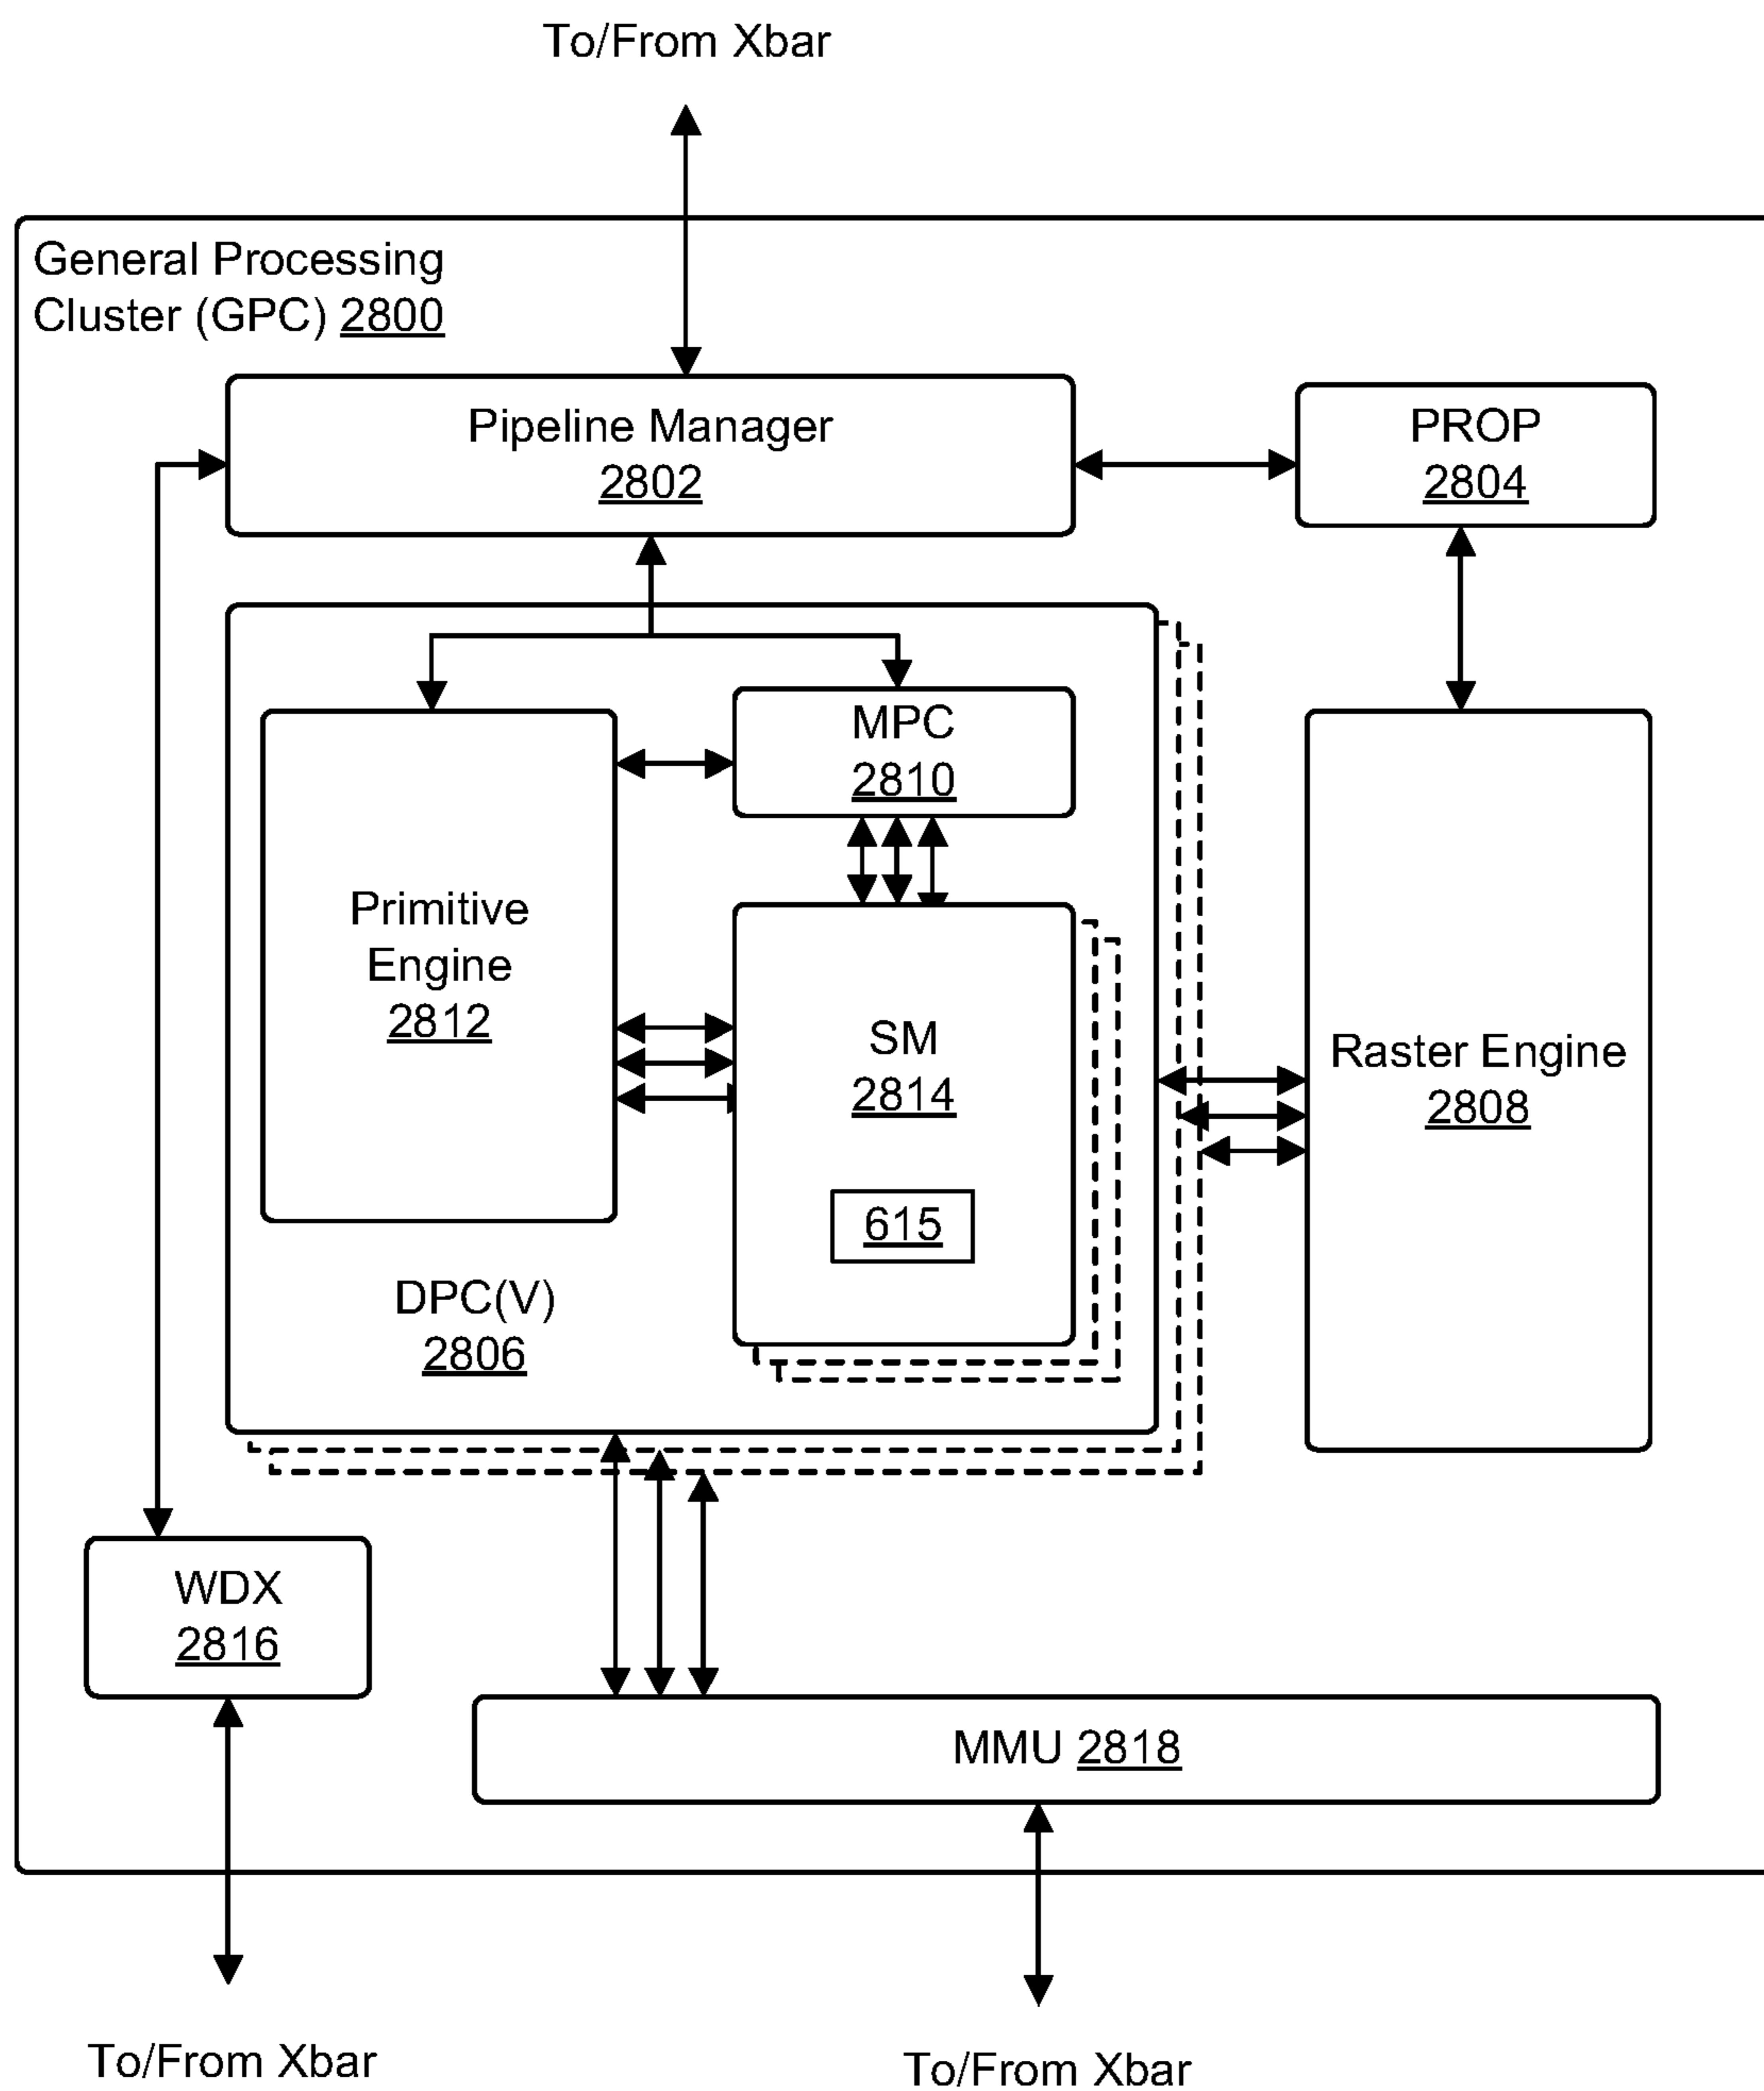 To/From Xbar
General Processing
Cluster (GPC) 2800
Pipeline Manager
2802
PROP
2804
MPC
2810
Primitive
Engine
2812
SM
2814
615
Raster Engine
2808
DPC(V)
2806
WDX
2816
MMU 2818
To/From Xbar
To/From Xbar